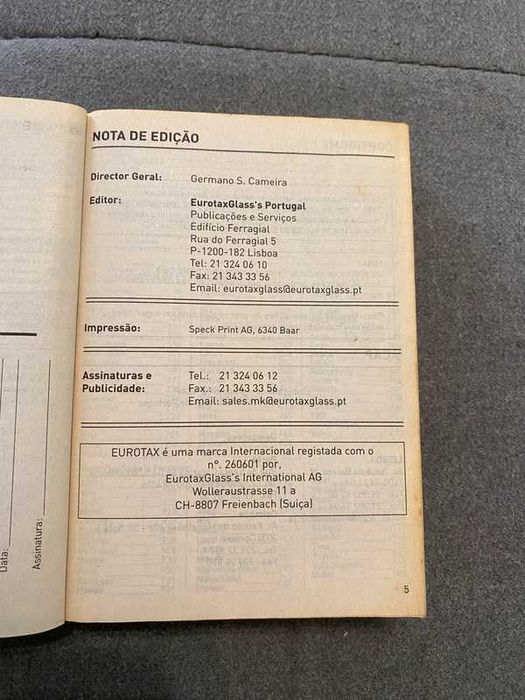 NOTA DE EDIÇÃO
Director Geral: Germano S. Cameira
Editor: EurotaxGlass's Portugal
Publicações e Serviços
Edifício Ferragial
Rua do Ferragial 5
P-1200-182 Lisboa
Tel: 21 324 06 10
Fax: 21 343 33 56
Email: eurotaxglass@eurotaxglass.pt
Impressão: Speck Print AG, 6340 Baar
Assinaturas e Tel.: 21 324 06 12
Publicidade: Fax.: 21 343 33 56
Email: sales.mk@eurotaxglass.pt
EUROTAX é uma marca Internacional registada com o
nº. 260601 por,
EurotaxGlass's International AG
Wolleraustrasse 11 a
CH-8807 Freienbach (Suiça)
5
Data:
Assinatura: